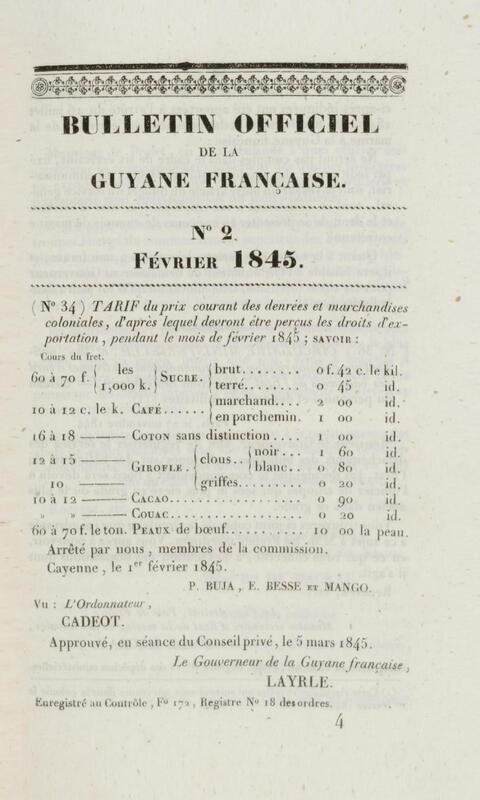 BULLETIN OFFICIEL
DE LA
GUYANE FRANÇAISE.
N° 2.
FÉVRIER 1845.
( N° 34 ) TARIF du prix courant des denrées et marchandises
coloniales, d'après lequel devront être perçus les droits d'ex-
portation, pendant le mois de février 1845 ; SAVOIR :
Cours du fret.
60 à 70 f. { les 1,000 k. } SUCRE. { brut........ 0 f. 42 c. le kil.
{ terré....... 0 45 id.
10 à 12 c. le k. CAFÉ...... { marchand.... 2 00 id.
{ en parchemin. 1 00 id.
16 à 18 ——— COTON sans distinction .... 1 00 id.
12 à 15 ——— GIROFLE. { clous.. { noir... 1 60 id.
{ blanc.. 0 80 id.
10 ——— { griffes....... 0 20 id.
10 à 12 ——— CACAO.................. 0 90 id.
» » ——— COUAC.................. 0 20 id.
60 à 70 f. le ton. PEAUX de bœuf........... 10 00 la peau.
Arrêté par nous, membres de la commission.
Cayenne, le 1er février 1845.
P. BUJA, E. BESSE ET MANGO.
Vu : L'Ordonnateur,
CADEOT.
Approuvé, en séance du Conseil privé, le 5 mars 1845.
Le Gouverneur de la Guyane française,
LAYRLE.
Enregistré au Contrôle, F° 172, Registre N° 18 des ordres.
4